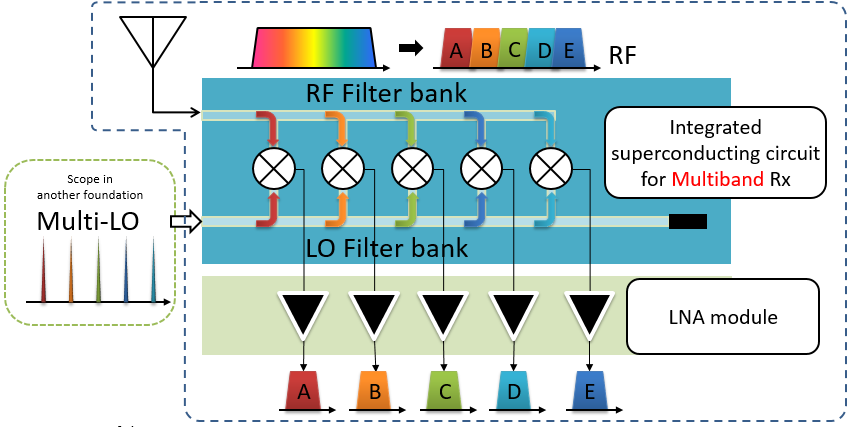 A B C D E RF
RF Filter bank
Integrated
superconducting circuit
for Multiband Rx
Scope in
another foundation
Multi-LO
LO Filter bank
LNA module
A B C D E